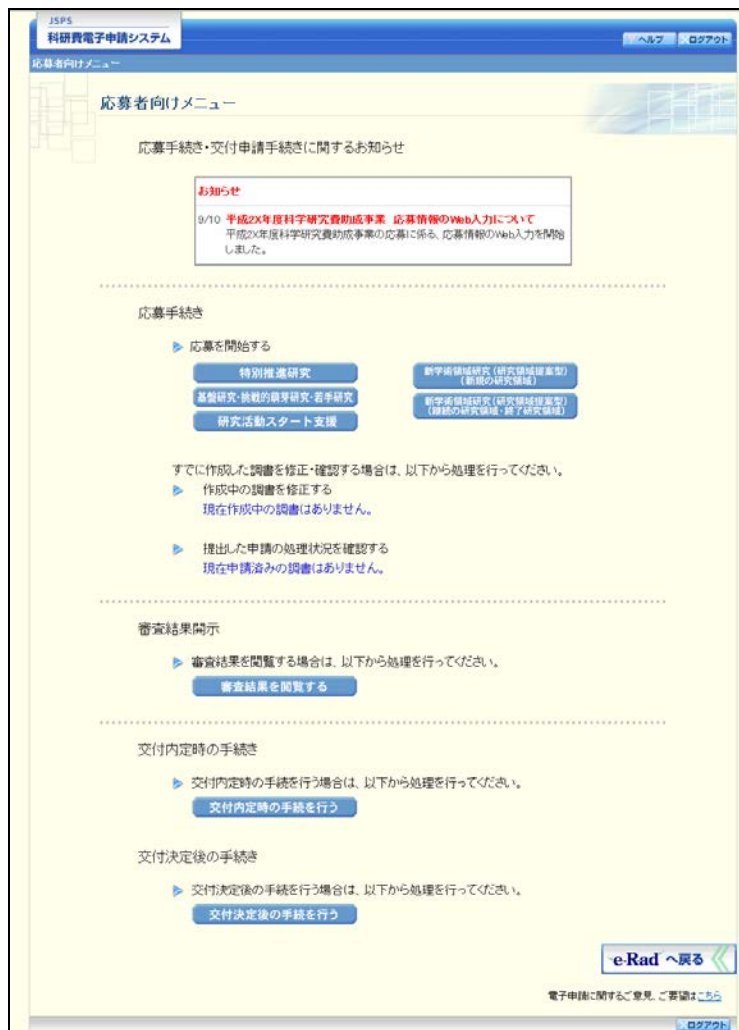 JSPS
科研費電子申請システム
ヘルプ ログアウト
応募者向けメニュー
応募者向けメニュー
応募手続き・交付申請手続きに関するお知らせ
お知らせ
9/10 平成2X年度科学研究費助成事業 応募情報のWeb入力について
平成2X年度科学研究費助成事業の応募に係る、応募情報のWeb入力を開始
しました。
応募手続き
応募を開始する
特別推進研究
新学術領域研究(研究領域提案型)
(新規の研究領域)
基盤研究・挑戦的萌芽研究・若手研究
新学術領域研究(研究領域提案型)
(継続の研究領域・終了研究領域)
研究活動スタート支援
すでに作成した調書を修正・確認する場合は、以下から処理を行ってください。
作成中の調書を修正する
現在作成中の調書はありません。
提出した申請の処理状況を確認する
現在申請済みの調書はありません。
審査結果開示
審査結果を閲覧する場合は、以下から処理を行ってください。
審査結果を閲覧する
交付内定時の手続き
交付内定時の手続を行う場合は、以下から処理を行ってください。
交付内定時の手続を行う
交付決定後の手続き
交付決定後の手続を行う場合は、以下から処理を行ってください。
交付決定後の手続を行う
e-Rad へ戻る
電子申請に関するご意見、ご要望はこちら
ログアウト